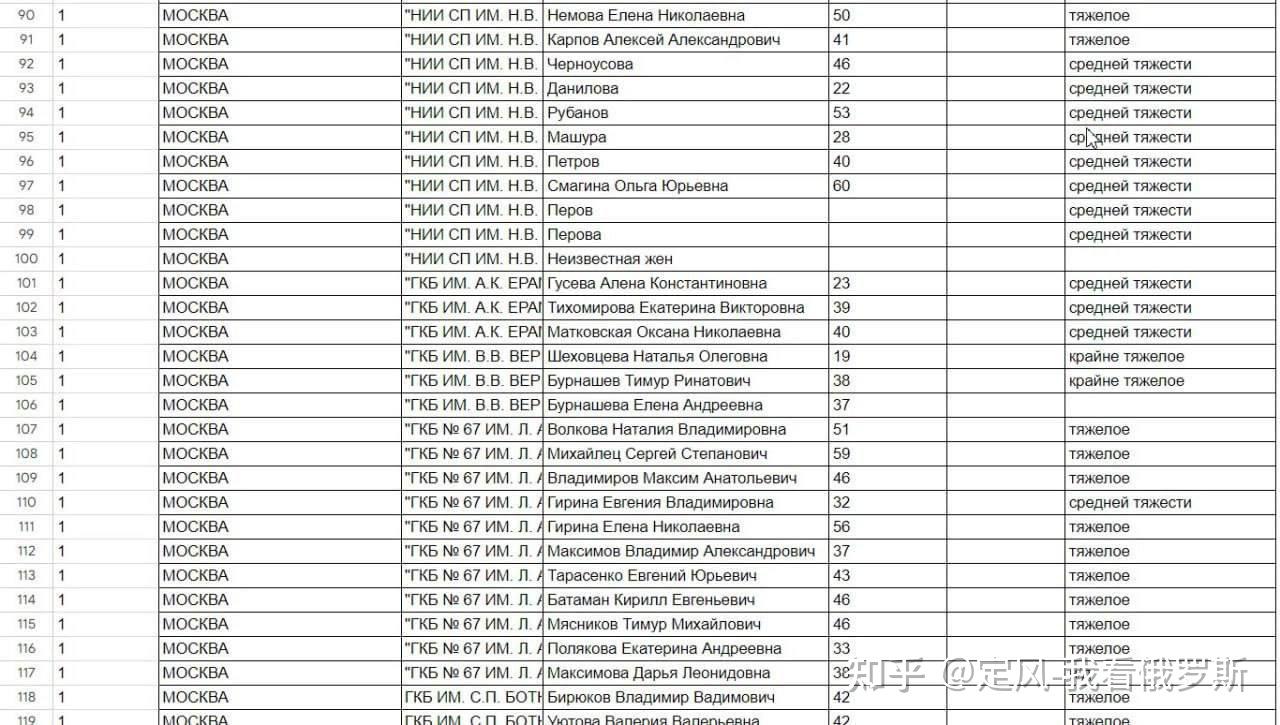 90 1 МОСКВА "НИИ СП ИМ. Н.В. Немова Елена Николаевна 50 тяжелое
91 1 МОСКВА "НИИ СП ИМ. Н.В. Карпов Алексей Александрович 41 тяжелое
92 1 МОСКВА "НИИ СП ИМ. Н.В. Черноусова 46 средней тяжести
93 1 МОСКВА "НИИ СП ИМ. Н.В. Данилова 22 средней тяжести
94 1 МОСКВА "НИИ СП ИМ. Н.В. Рубанов 53 средней тяжести
95 1 МОСКВА "НИИ СП ИМ. Н.В. Машура 28 средней тяжести
96 1 МОСКВА "НИИ СП ИМ. Н.В. Петров 40 средней тяжести
97 1 МОСКВА "НИИ СП ИМ. Н.В. Смагина Ольга Юрьевна 60 средней тяжести
98 1 МОСКВА "НИИ СП ИМ. Н.В. Перов средней тяжести
99 1 МОСКВА "НИИ СП ИМ. Н.В. Перова средней тяжести
100 1 МОСКВА "НИИ СП ИМ. Н.В. Неизвестная жен
101 1 МОСКВА "ГКБ ИМ. А.К. ЕРАМ Гусева Алена Константиновна 23 средней тяжести
102 1 МОСКВА "ГКБ ИМ. А.К. ЕРАМ Тихомирова Екатерина Викторовна 39 средней тяжести
103 1 МОСКВА "ГКБ ИМ. А.К. ЕРАМ Матковская Оксана Николаевна 40 средней тяжести
104 1 МОСКВА "ГКБ ИМ. В.В. ВЕР Шеховцева Наталья Олеговна 19 крайне тяжелое
105 1 МОСКВА "ГКБ ИМ. В.В. ВЕР Бурнашев Тимур Ринатович 38 крайне тяжелое
106 1 МОСКВА "ГКБ ИМ. В.В. ВЕР Бурнашева Елена Андреевна 37
107 1 МОСКВА "ГКБ № 67 ИМ. Л. А Волкова Наталия Владимировна 51 тяжелое
108 1 МОСКВА "ГКБ № 67 ИМ. Л. А Михайлец Сергей Степанович 59 тяжелое
109 1 МОСКВА "ГКБ № 67 ИМ. Л. А Владимиров Максим Анатольевич 46 тяжелое
110 1 МОСКВА "ГКБ № 67 ИМ. Л. А Гирина Евгения Владимировна 32 средней тяжести
111 1 МОСКВА "ГКБ № 67 ИМ. Л. А Гирина Елена Николаевна 56 тяжелое
112 1 МОСКВА "ГКБ № 67 ИМ. Л. А Максимов Владимир Александрович 37 тяжелое
113 1 МОСКВА "ГКБ № 67 ИМ. Л. А Тарасенко Евгений Юрьевич 43 тяжелое
114 1 МОСКВА "ГКБ № 67 ИМ. Л. А Батаман Кирилл Евгеньевич 46 тяжелое
115 1 МОСКВА "ГКБ № 67 ИМ. Л. А Мясников Тимур Михайлович 46 тяжелое
116 1 МОСКВА "ГКБ № 67 ИМ. Л. А Полякова Екатерина Андреевна 33 тяжелое
117 1 МОСКВА "ГКБ № 67 ИМ. Л. А Максимова Дарья Леонидовна 38
知乎 @定风-我看俄罗斯
118 1 МОСКВА ГКБ ИМ. С.П. БОТК Бирюков Владимир Вадимович 42 тяжелое
119 1 МОСКВА ГКБ ИМ. С.П. БОТК Уютова Валерия Валерьевна 42 тяжелое